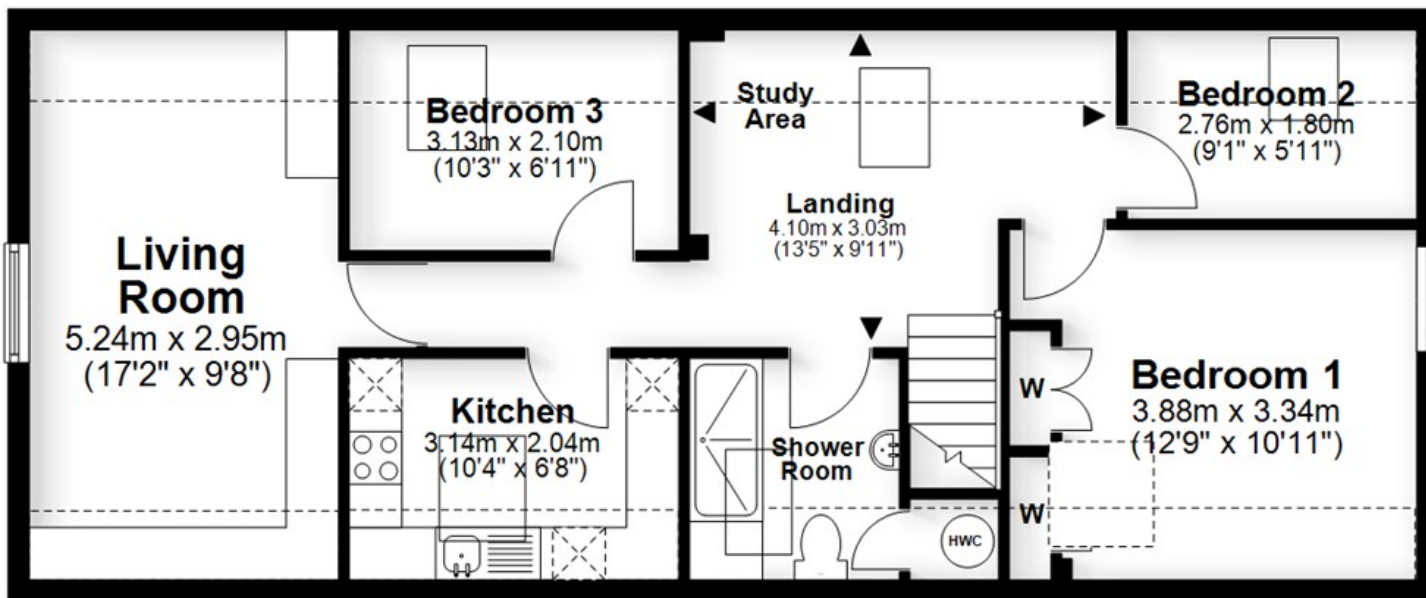 Living
Room
5.24m x 2.95m
(17'2" x 9'8")
Bedroom 3
3.13m x 2.10m
(10'3" x 6'11")
Study
Area
Landing
4.10m x 3.03m
(13'5" x 9'11")
Bedroom 2
2.76m x 1.80m
(9'1" x 5'11")
Kitchen
3.14m x 2.04m
(10'4" x 6'8")
Shower
Room
HWC
W
W
Bedroom 1
3.88m x 3.34m
(12'9" x 10'11")